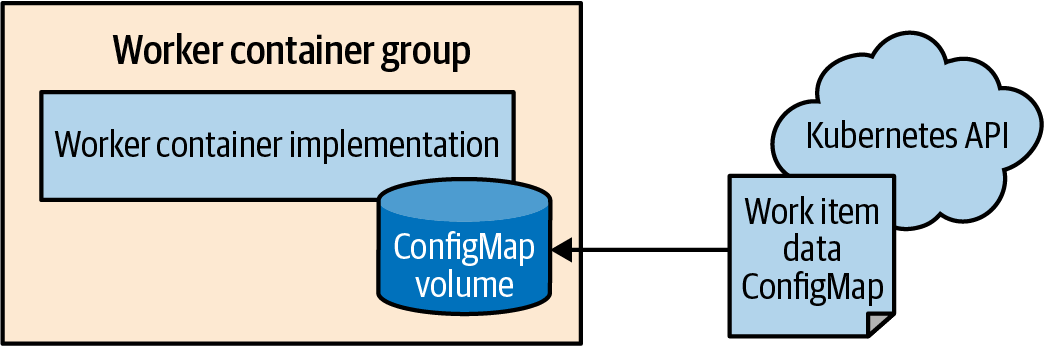 Worker container group
Worker container implementation
ConfigMap
volume
Kubernetes API
Work item
data
ConfigMap